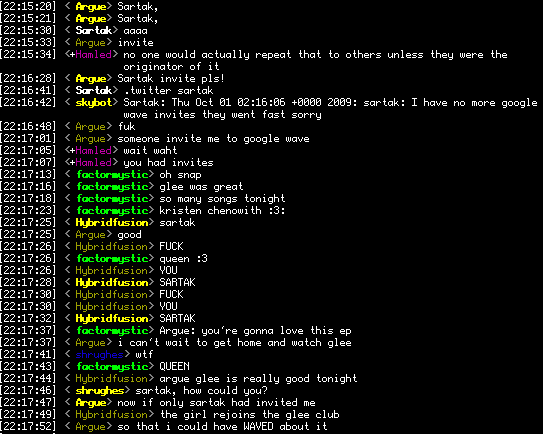 [22:15:20] < Argue> Sartak,
[22:15:21] < Argue> Sartak,
[22:15:30] < Sartak> aaaa
[22:15:33] < Argue> invite
[22:15:34] <+Hamled> no one would actually repeat that to others unless they were the
originator of it
[22:16:28] < Argue> Sartak invite pls!
[22:16:41] < Sartak> .twitter sartak
[22:16:42] < skybot> Sartak: Thu Oct 01 02:16:06 +0000 2009: sartak: I have no more google
wave invites they went fast sorry
[22:16:48] < Argue> fuk
[22:17:01] < Argue> someone invite me to google wave
[22:17:05] <+Hamled> wait waht
[22:17:07] <+Hamled> you had invites
[22:17:13] < factormystic> oh snap
[22:17:16] < factormystic> glee was great
[22:17:18] < factormystic> so many songs tonight
[22:17:23] < factormystic> kristen chenowith :3:
[22:17:25] < Hybridfusion> sartak
[22:17:25] < Argue> good
[22:17:26] < Hybridfusion> FUCK
[22:17:26] < factormystic> queen :3
[22:17:26] < Hybridfusion> YOU
[22:17:28] < Hybridfusion> SARTAK
[22:17:30] < Hybridfusion> FUCK
[22:17:30] < Hybridfusion> YOU
[22:17:32] < Hybridfusion> SARTAK
[22:17:37] < factormystic> Argue: you're gonna love this ep
[22:17:37] < Argue> i can't wait to get home and watch glee
[22:17:41] < shrughes> wtf
[22:17:43] < factormystic> QUEEN
[22:17:44] < Hybridfusion> argue glee is really good tonight
[22:17:46] < shrughes> sartak, how could you?
[22:17:47] < Argue> now if only sartak had invited me
[22:17:49] < Hybridfusion> the girl rejoins the glee club
[22:17:52] < Argue> so that i could have WAVED about it